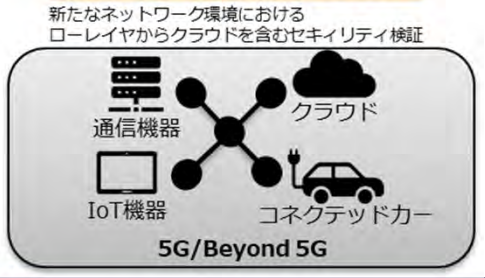 新たなネットワーク環境における
ローレイヤからクラウドを含むセキィリティ検証
通信機器
クラウド
IoT機器
コネクテッドカー
5G/Beyond 5G